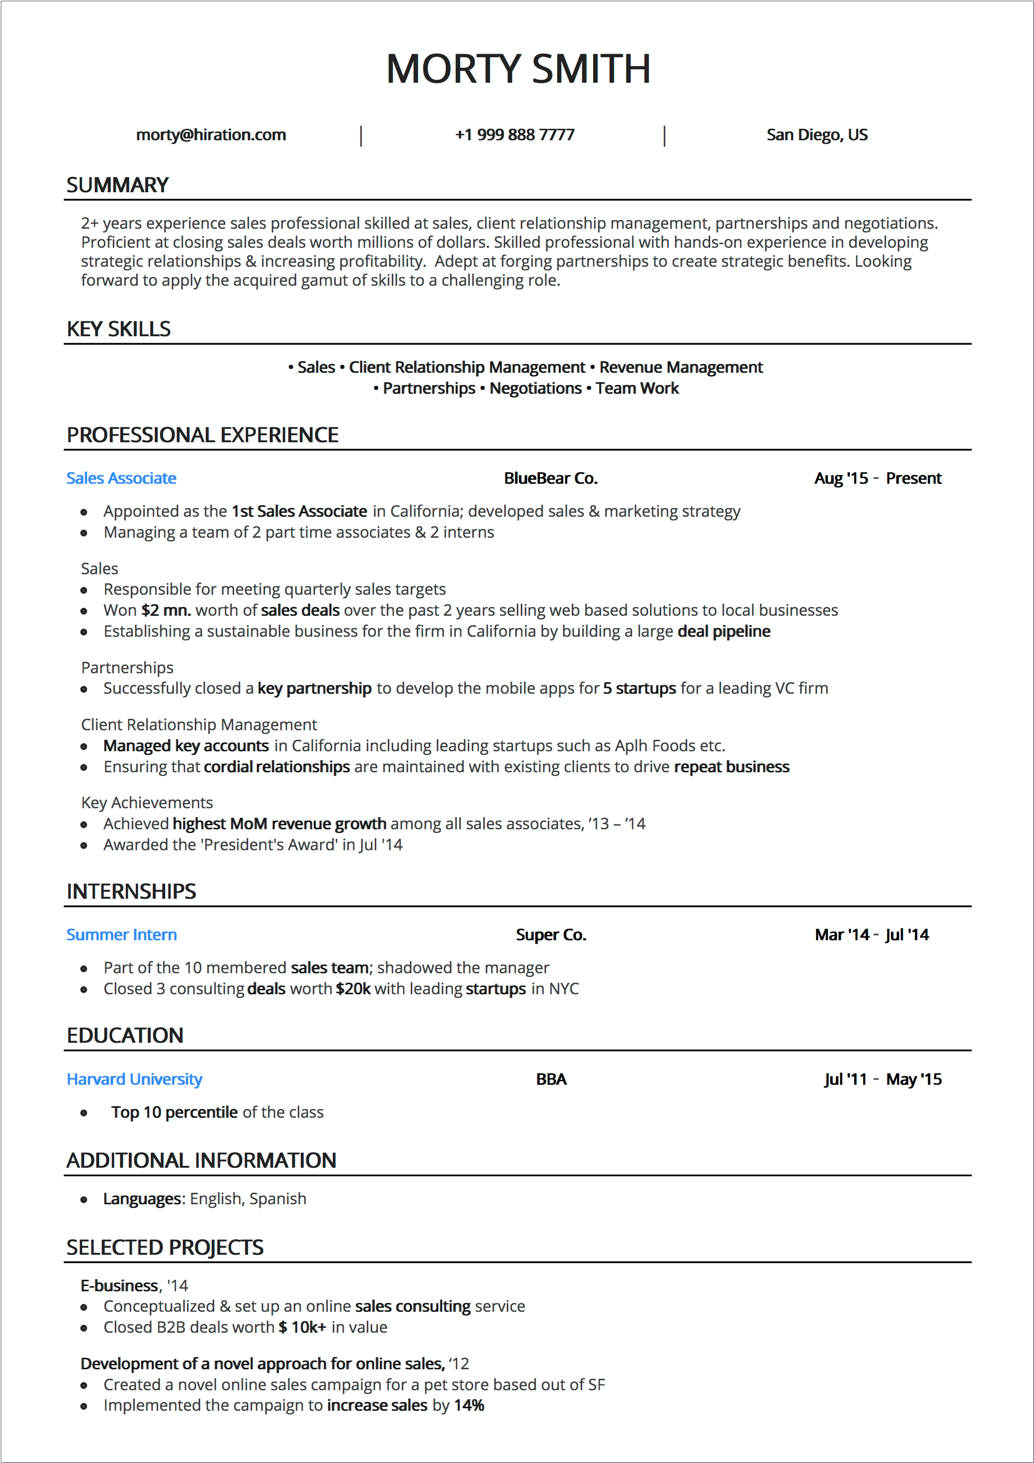 MORTY SMITH
morty@hiration.com | +1 999 888 7777 | San Diego, US
SUMMARY
2+ years experience sales professional skilled at sales, client relationship management, partnerships and negotiations.
Proficient at closing sales deals worth millions of dollars. Skilled professional with hands-on experience in developing
strategic relationships & increasing profitability.  Adept at forging partnerships to create strategic benefits. Looking
forward to apply the acquired gamut of skills to a challenging role.
KEY SKILLS
• Sales • Client Relationship Management • Revenue Management
• Partnerships • Negotiations • Team Work
PROFESSIONAL EXPERIENCE
Sales Associate BlueBear Co. Aug '15 - Present
• Appointed as the 1st Sales Associate in California; developed sales & marketing strategy
• Managing a team of 2 part time associates & 2 interns
Sales
• Responsible for meeting quarterly sales targets
• Won $2 mn. worth of sales deals over the past 2 years selling web based solutions to local businesses
• Establishing a sustainable business for the firm in California by building a large deal pipeline
Partnerships
• Successfully closed a key partnership to develop the mobile apps for 5 startups for a leading VC firm
Client Relationship Management
• Managed key accounts in California including leading startups such as Aplh Foods etc.
• Ensuring that cordial relationships are maintained with existing clients to drive repeat business
Key Achievements
• Achieved highest MoM revenue growth among all sales associates, ’13 – ’14
• Awarded the 'President's Award' in Jul '14
INTERNSHIPS
Summer Intern Super Co. Mar '14 - Jul '14
• Part of the 10 membered sales team; shadowed the manager
• Closed 3 consulting deals worth $20k with leading startups in NYC
EDUCATION
Harvard University BBA Jul '11 - May '15
• Top 10 percentile of the class
ADDITIONAL INFORMATION
• Languages: English, Spanish
SELECTED PROJECTS
E-business, '14
• Conceptualized & set up an online sales consulting service
• Closed B2B deals worth $ 10k+ in value
Development of a novel approach for online sales, ‘12
• Created a novel online sales campaign for a pet store based out of SF
• Implemented the campaign to increase sales by 14%